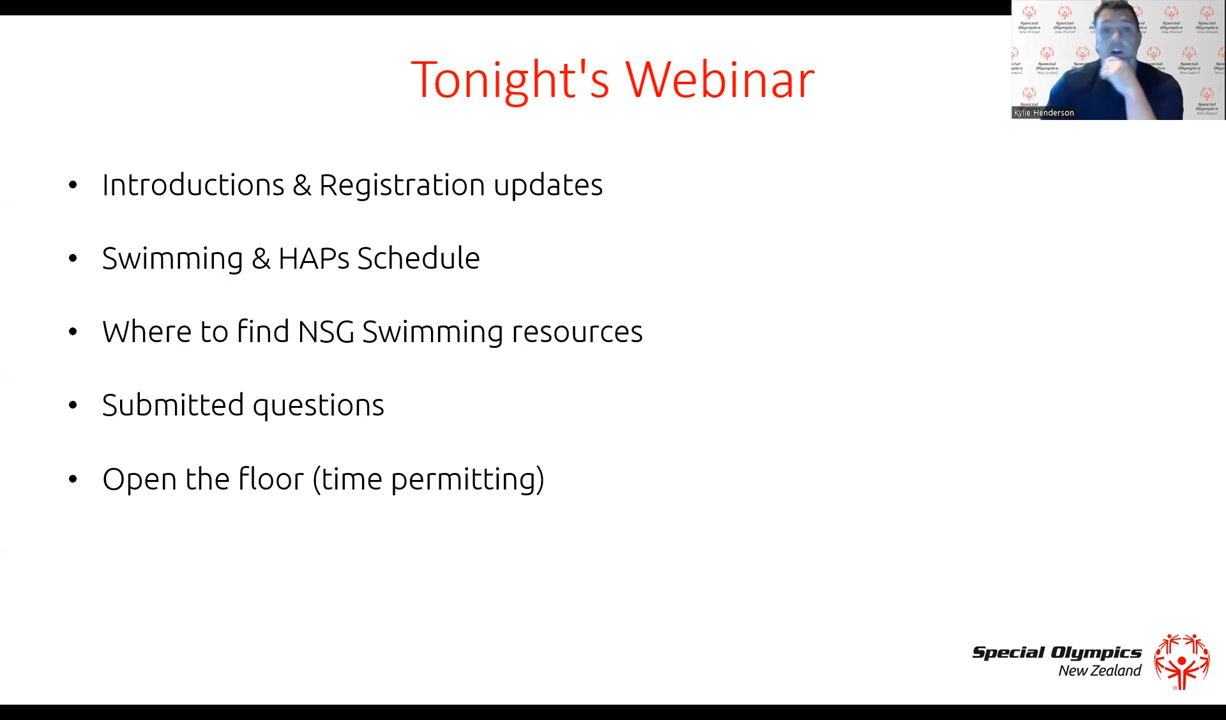 Tonight's Webinar
Kylie Henderson
• Introductions & Registration updates
• Swimming & HAPs Schedule
• Where to find NSG Swimming resources
• Submitted questions
• Open the floor (time permitting)
Special Olympics
New Zealand